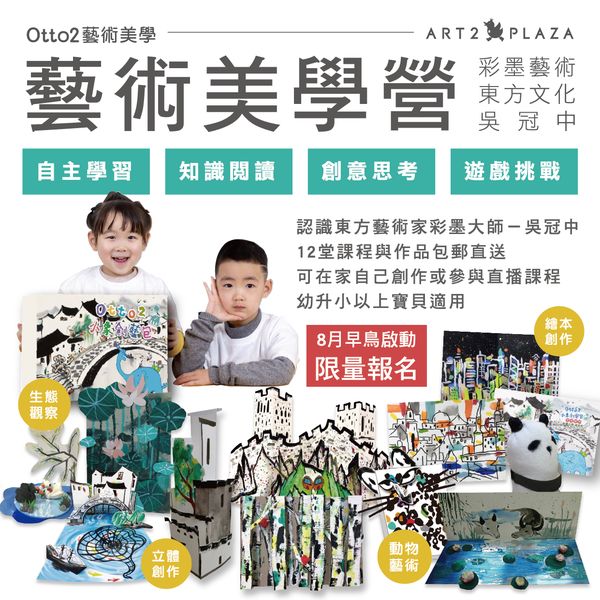 Otto2藝術美學
ART2 PLAZA
藝術美學營
彩墨藝術
東方文化
吳冠中
自主學習
知識閱讀
創意思考
遊戲挑戰
認識東方藝術家彩墨大師－吳冠中
12堂課程與作品包郵直送
可在家自己創作或參與直播課程
幼升小以上寶貝適用
8月早鳥啟動
限量報名
繪本
創作
Otto2
生態
觀察
立體
創作
動物
藝術